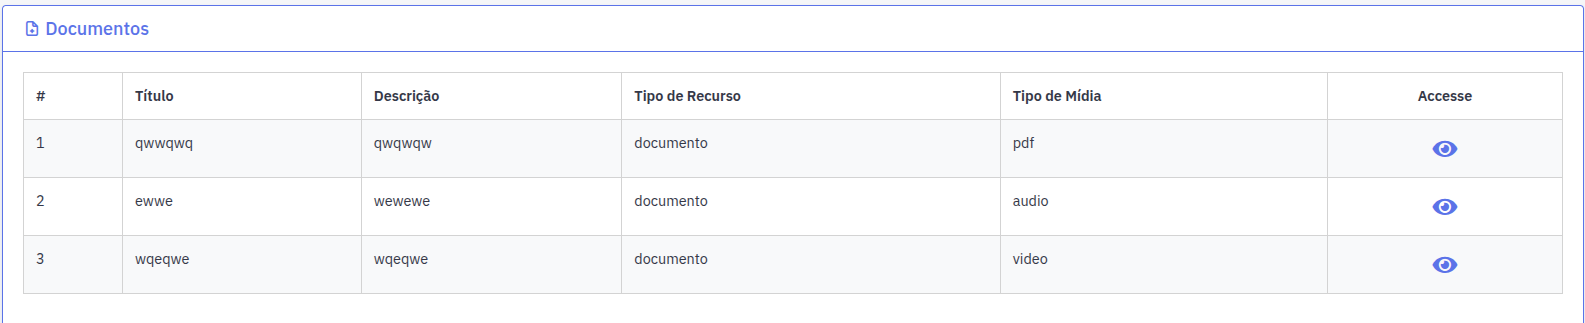 Documentos
# Título Descrição Tipo de Recurso Tipo de Mídia Accesse
1 qwwqwq qwqwqw documento pdf
2 ewwe wewewe documento audio
3 wqeqwe wqeqwe documento video